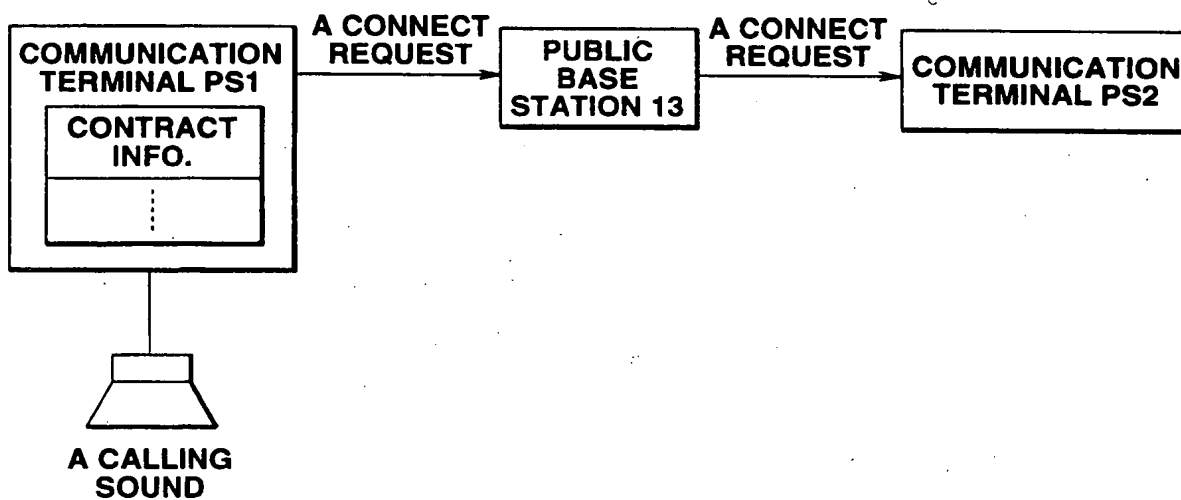 COMMUNICATION
TERMINAL PS1
CONTRACT
INFO.
A CONNECT
REQUEST
PUBLIC
BASE
STATION 13
A CONNECT
REQUEST
COMMUNICATION
TERMINAL PS2
A CALLING
SOUND